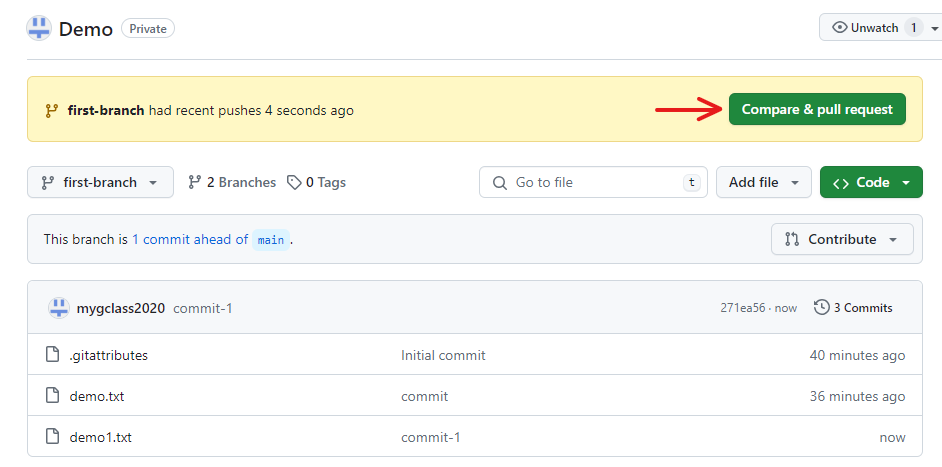 Demo Private Unwatch 1
first-branch had recent pushes 4 seconds ago Compare & pull request
first-branch 2 Branches 0 Tags Go to file t Add file Code
This branch is 1 commit ahead of main . Contribute
mygclass2020 commit-1 271ea56 · now 3 Commits
.gitattributes Initial commit 40 minutes ago
demo.txt commit 36 minutes ago
demo1.txt commit-1 now